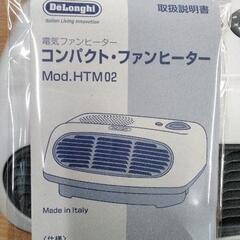 DeLonghi
Italian Living Innovation
取扱説明書
電気ファンヒーター
コンパクト・ファンヒーター
Mod.HTM02
Made in Italy
〈仕様〉